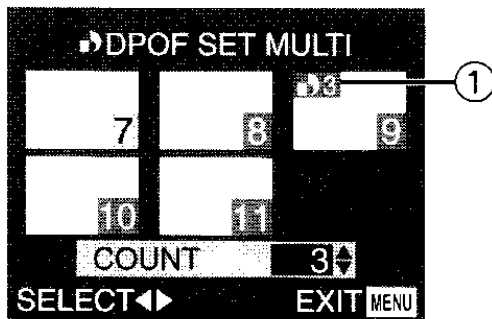 DPOF SET MULTI
3
1
7 8 9
10 11
COUNT 3
SELECT EXIT MENU